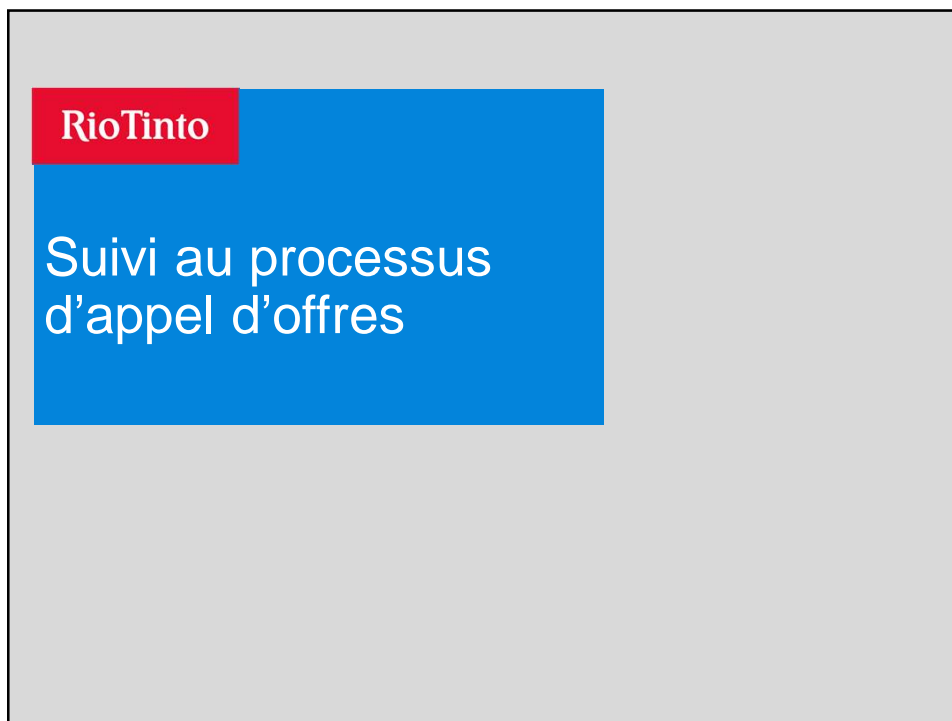 RioTinto
Suivi au processus
d’appel d’offres